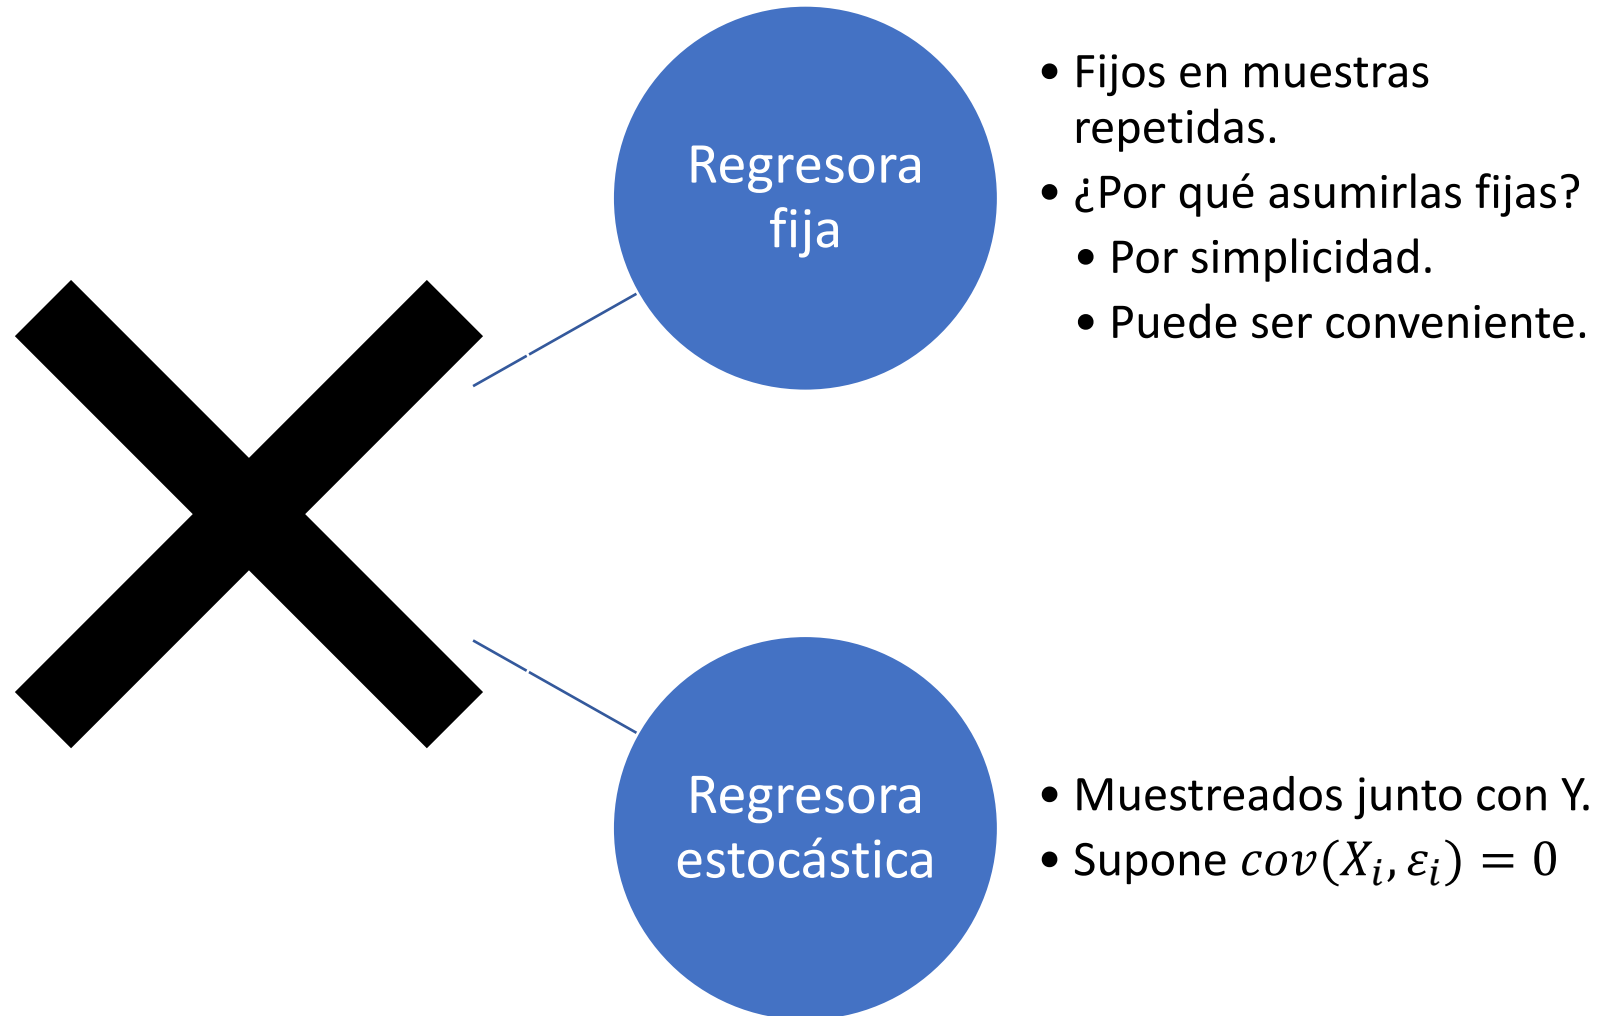 Regresora
fija
• Fijos en muestras
repetidas.
• ¿Por qué asumirlas fijas?
• Por simplicidad.
• Puede ser conveniente.
Regresora
estocástica
• Muestreados junto con Y.
• Supone 𝑐𝑜𝑣(𝑋ᵢ, 𝜀ᵢ) = 0